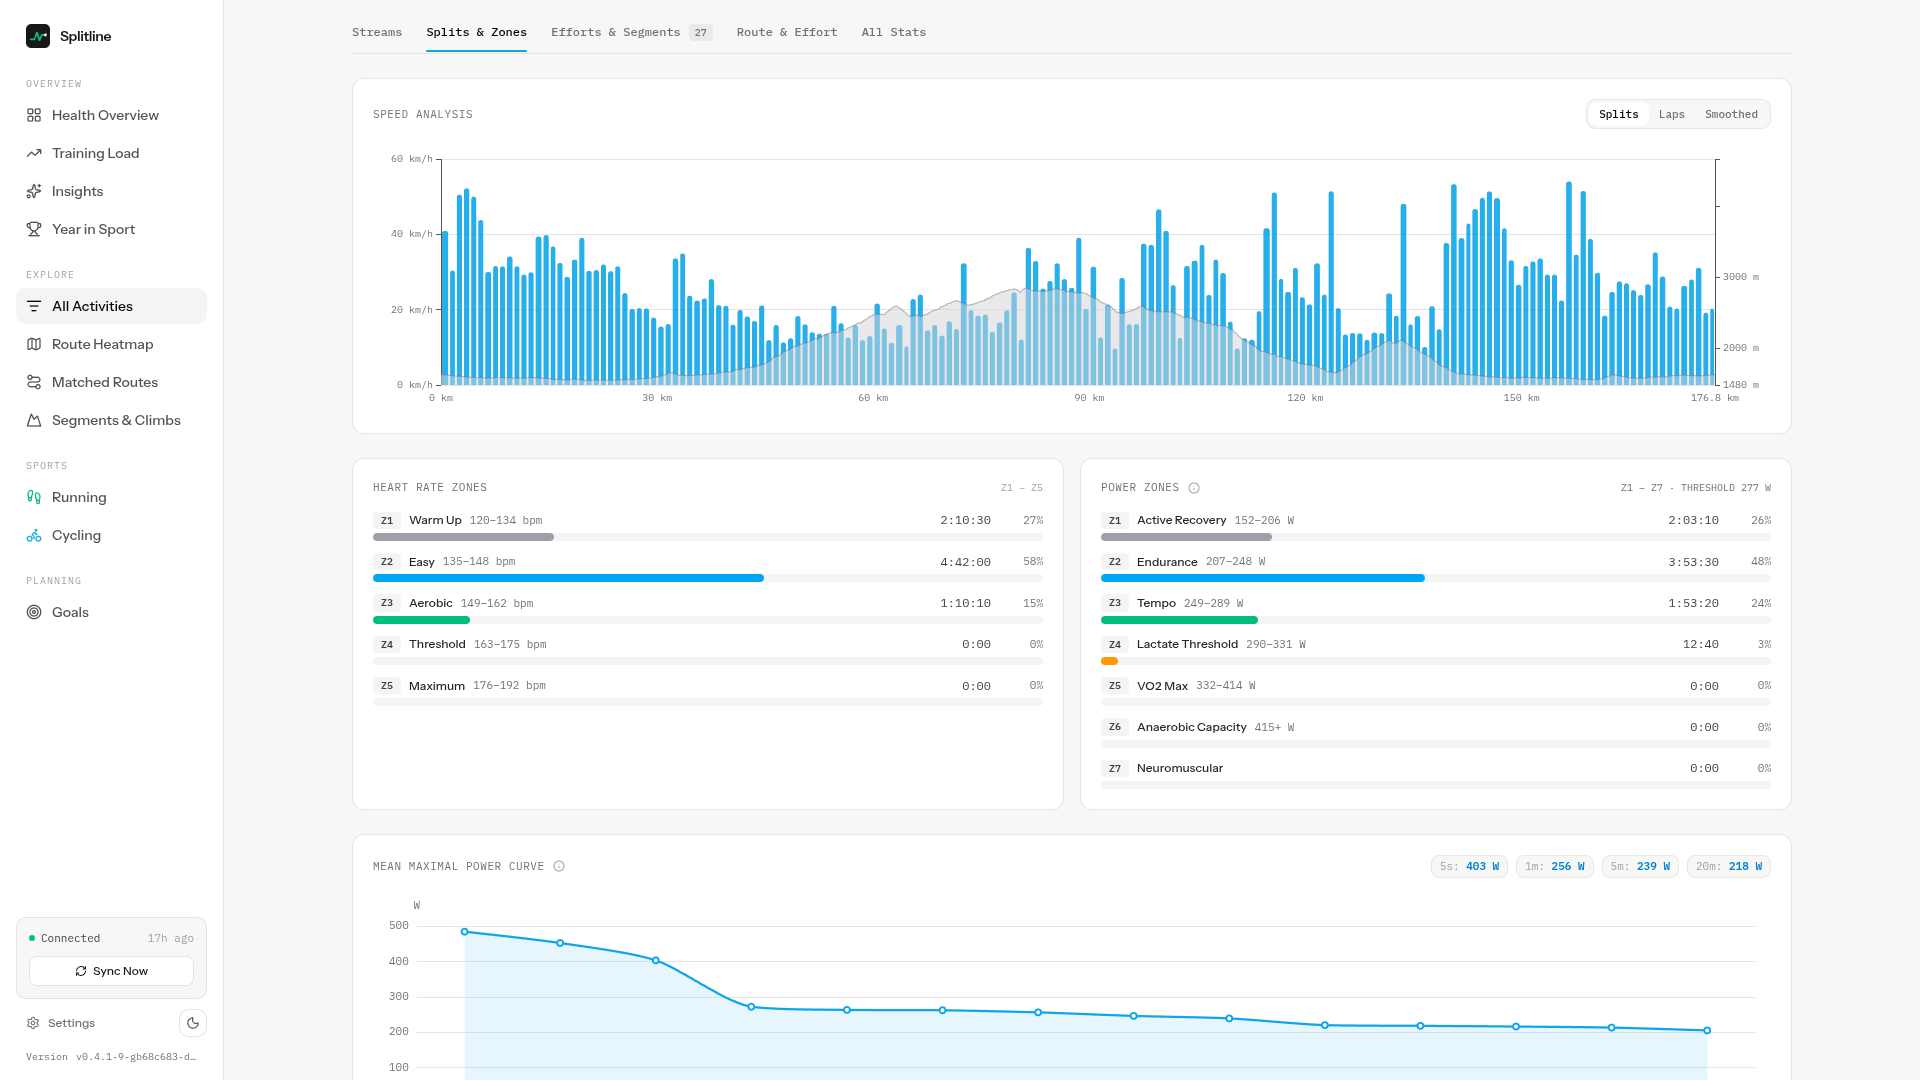 Splitline
OVERVIEW
Health Overview
Training Load
Insights
Year in Sport
EXPLORE
All Activities
Route Heatmap
Matched Routes
Segments & Climbs
SPORTS
Running
Cycling
PLANNING
Goals
Connected 17h ago
Sync Now
Settings
Version v0.4.1-9-gb68c683-d…
Streams Splits & Zones Efforts & Segments 27 Route & Effort All Stats
SPEED ANALYSIS Splits Laps Smoothed
60 km/h
40 km/h
20 km/h
0 km/h
3000 m
2000 m
1480 m
0 km 30 km 60 km 90 km 120 km 150 km 176.8 km
HEART RATE ZONES Z1 – Z5
Z1 Warm Up 120–134 bpm 2:10:30 27%
Z2 Easy 135–148 bpm 4:42:00 58%
Z3 Aerobic 149–162 bpm 1:10:10 15%
Z4 Threshold 163–175 bpm 0:00 0%
Z5 Maximum 176–192 bpm 0:00 0%
POWER ZONES Z1 – Z7 · THRESHOLD 277 W
Z1 Active Recovery 152–206 W 2:03:10 26%
Z2 Endurance 207–248 W 3:53:30 48%
Z3 Tempo 249–289 W 1:53:20 24%
Z4 Lactate Threshold 290–331 W 12:40 3%
Z5 VO2 Max 332–414 W 0:00 0%
Z6 Anaerobic Capacity 415+ W 0:00 0%
Z7 Neuromuscular 0:00 0%
MEAN MAXIMAL POWER CURVE 5s: 403 W 1m: 256 W 5m: 239 W 20m: 218 W
W
500
400
300
200
100